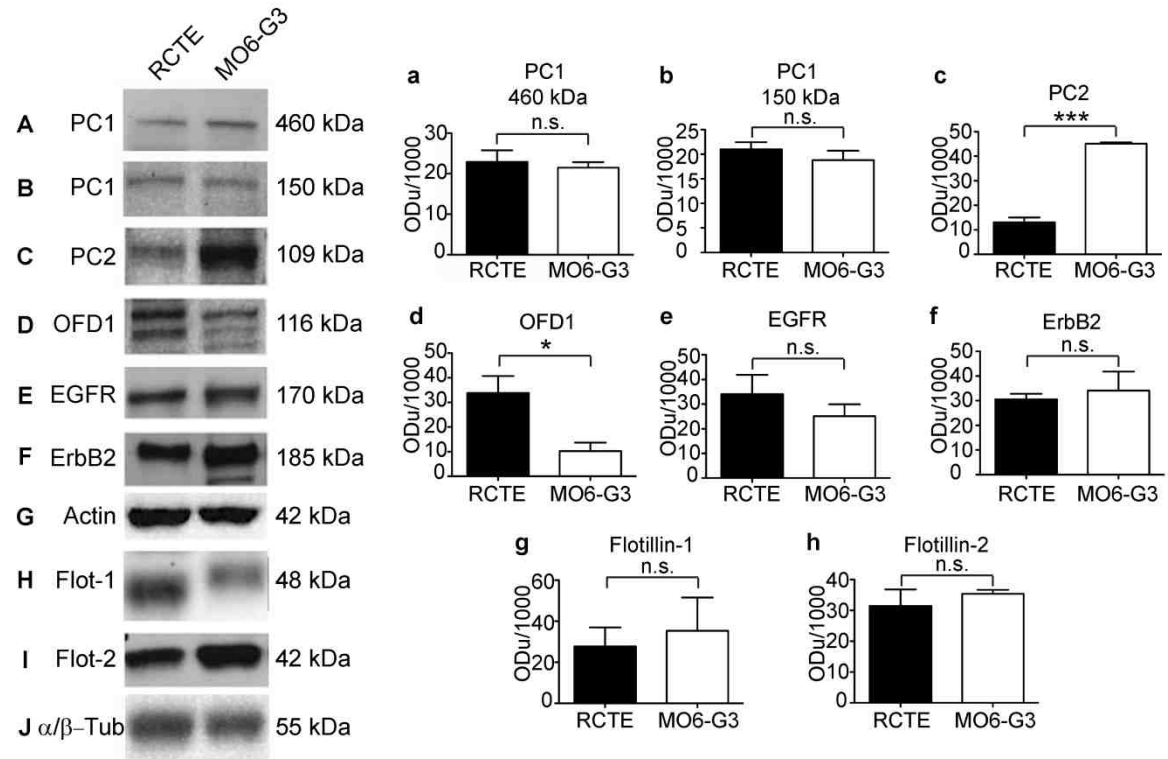 RCTE MO6-G3
A PC1 460 kDa
B PC1 150 kDa
C PC2 109 kDa
D OFD1 116 kDa
E EGFR 170 kDa
F ErbB2 185 kDa
G Actin 42 kDa
H Flot-1 48 kDa
I Flot-2 42 kDa
J α/β-Tub 55 kDa
a
PC1
460 kDa
n.s.
ODu/1000
30
20
10
0
RCTE MO6-G3
b
PC1
150 kDa
n.s.
ODu/1000
25
20
15
10
5
0
RCTE MO6-G3
c
PC2
***
ODu/1000
50
40
30
20
10
0
RCTE MO6-G3
d
OFD1
*
ODu/1000
50
40
30
20
10
0
RCTE MO6-G3
e
EGFR
n.s.
ODu/1000
50
40
30
20
10
0
RCTE MO6-G3
f
ErbB2
n.s.
ODu/1000
50
40
30
20
10
0
RCTE MO6-G3
g
Flotillin-1
n.s.
ODu/1000
60
40
20
0
RCTE MO6-G3
h
Flotillin-2
n.s.
ODu/1000
40
30
20
10
0
RCTE MO6-G3